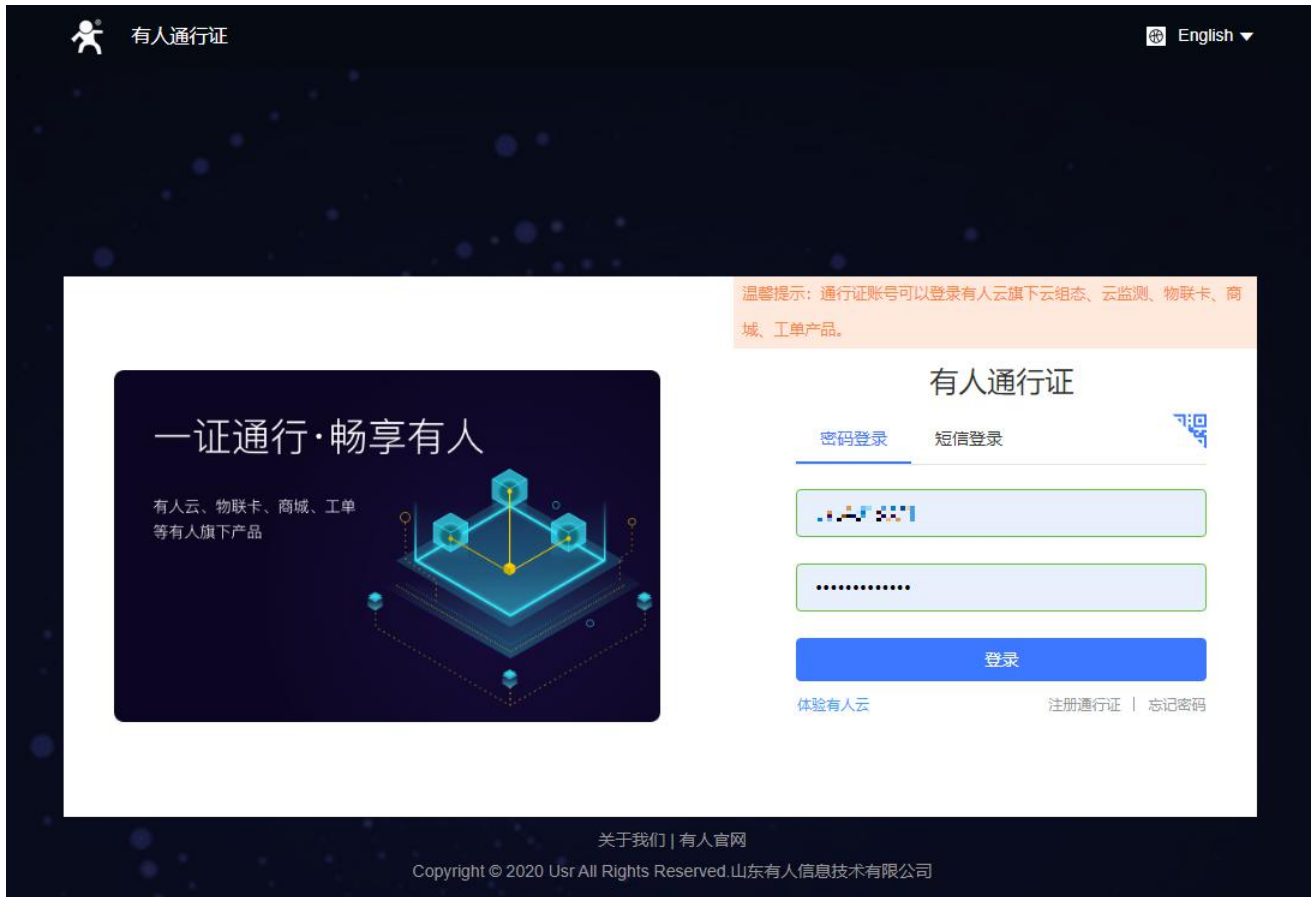 有人通行证
English
温馨提示：通行证账号可以登录有人云旗下云组态、云监测、物联卡、商
城、工单产品。
有人通行证
密码登录 短信登录
一证通行·畅享有人
有人云、物联卡、商城、工单
等有人旗下产品
登录
体验有人云 注册通行证 | 忘记密码
关于我们 | 有人官网
Copyright © 2020 Usr All Rights Reserved.山东有人信息技术有限公司